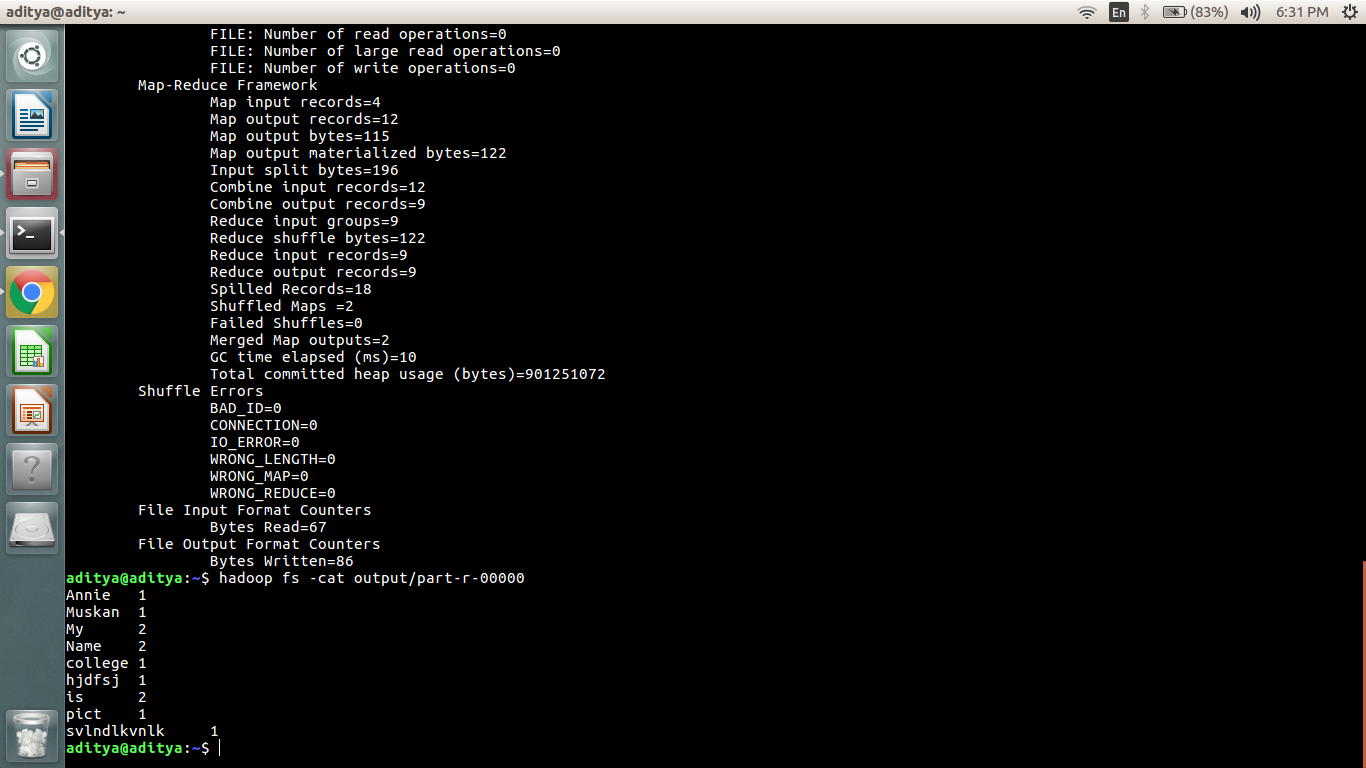 aditya@aditya: ~ En (83%) 6:31 PM
FILE: Number of read operations=0
FILE: Number of large read operations=0
FILE: Number of write operations=0
Map-Reduce Framework
Map input records=4
Map output records=12
Map output bytes=115
Map output materialized bytes=122
Input split bytes=196
Combine input records=12
Combine output records=9
Reduce input groups=9
Reduce shuffle bytes=122
Reduce input records=9
Reduce output records=9
Spilled Records=18
Shuffled Maps =2
Failed Shuffles=0
Merged Map outputs=2
GC time elapsed (ms)=10
Total committed heap usage (bytes)=901251072
Shuffle Errors
BAD_ID=0
CONNECTION=0
IO_ERROR=0
WRONG_LENGTH=0
WRONG_MAP=0
WRONG_REDUCE=0
File Input Format Counters
Bytes Read=67
File Output Format Counters
Bytes Written=86
aditya@aditya:~$ hadoop fs -cat output/part-r-00000
Annie 1
Muskan 1
My 2
Name 2
college 1
hjdfsj 1
is 2
pict 1
svlndlkvnlk 1
aditya@aditya:~$